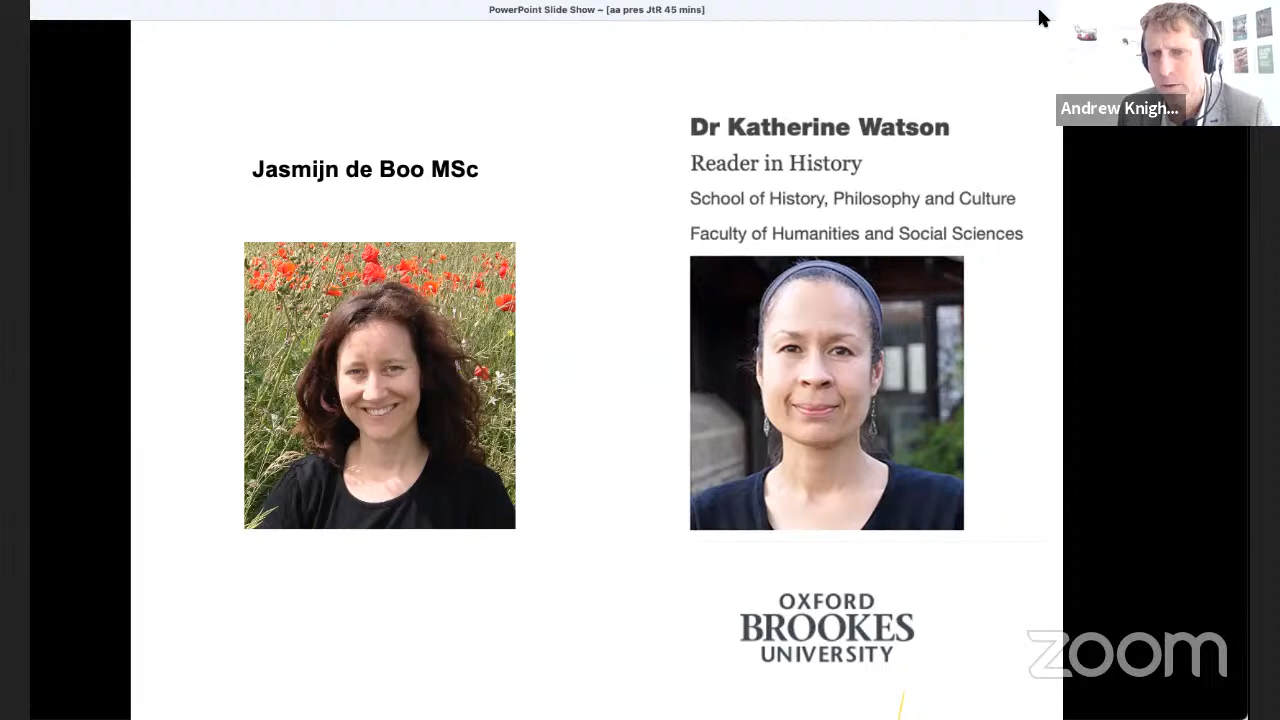 PowerPoint Slide Show – [aa pres JtR 45 mins]
Andrew Knigh...
Jasmijn de Boo MSc
Dr Katherine Watson
Reader in History
School of History, Philosophy and Culture
Faculty of Humanities and Social Sciences
OXFORD
BROOKES
UNIVERSITY
zoom